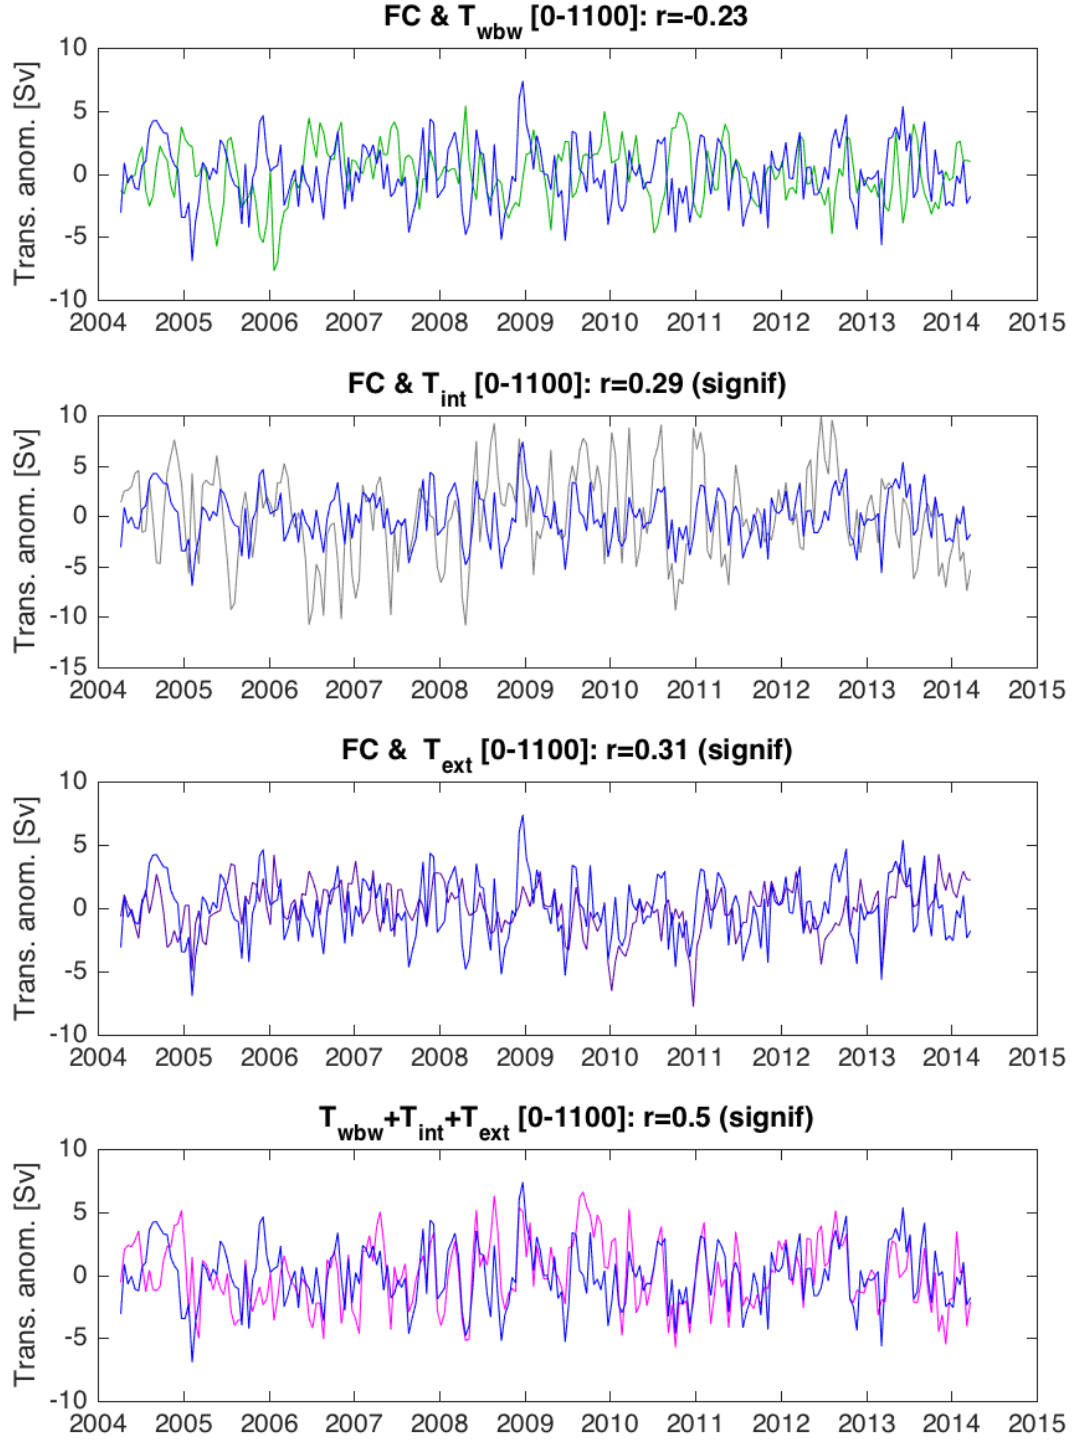 FC & Twbw [0-1100]: r=-0.23
Trans. anom. [Sv]
10
5
0
-5
-10
2004 2005 2006 2007 2008 2009 2010 2011 2012 2013 2014 2015
FC & Tint [0-1100]: r=0.29 (signif)
Trans. anom. [Sv]
10
5
0
-5
-10
-15
2004 2005 2006 2007 2008 2009 2010 2011 2012 2013 2014 2015
FC & Text [0-1100]: r=0.31 (signif)
Trans. anom. [Sv]
10
5
0
-5
-10
2004 2005 2006 2007 2008 2009 2010 2011 2012 2013 2014 2015
Twbw+Tint+Text [0-1100]: r=0.5 (signif)
Trans. anom. [Sv]
10
5
0
-5
-10
2004 2005 2006 2007 2008 2009 2010 2011 2012 2013 2014 2015